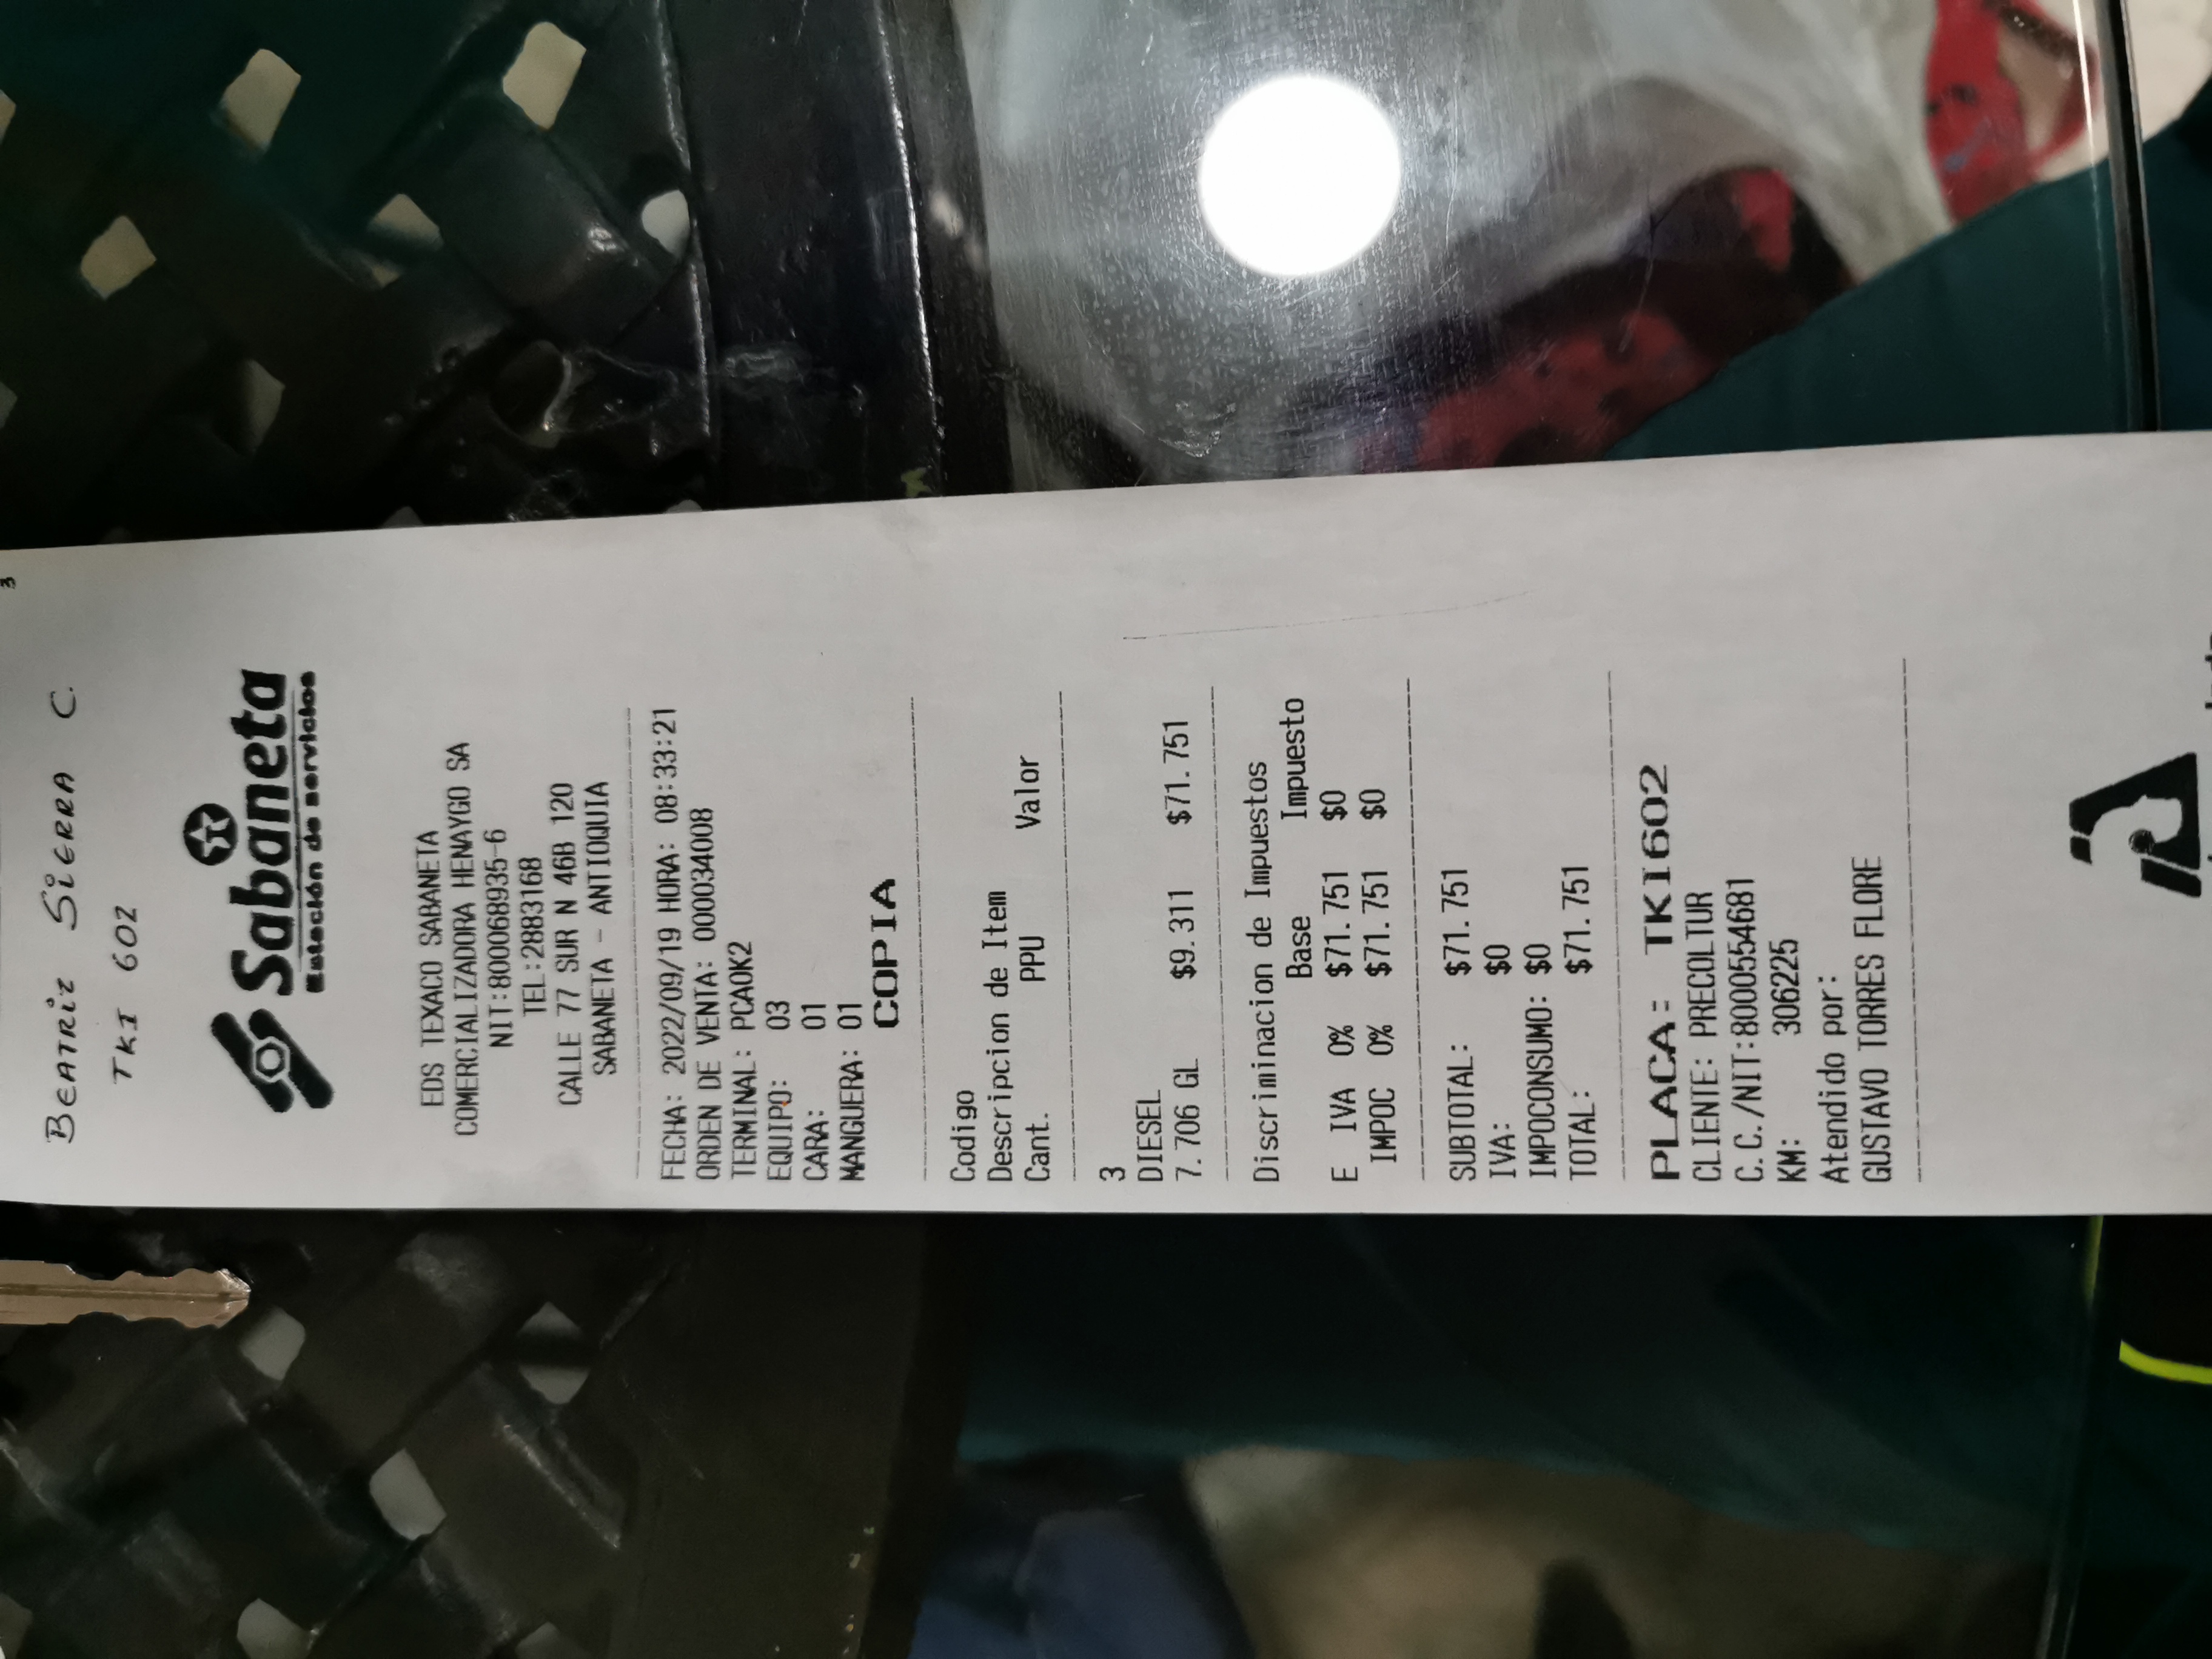 BEATRIZ SIERRA C.
TKI 602
Sabaneta
Estación de servicios
EDS TEXACO SABANETA
COMERCIALIZADORA HENAYGO SA
NIT:8000689935-6
TEL:2883168
CALLE 77 SUR N 46B 120
SABANETA - ANTIOQUIA
FECHA: 2022/09/19 HORA: 08:33:21
ORDEN DE VENTA: 0000034008
TERMINAL: PCAOK2
EQUIPO: 03
CARA: 01
MANGUERA: 01
COPIA
Codigo
Descripcion de Item
Cant. PPU Valor
3
DIESEL
7.706 GL $9.311 $71.751
Discriminacion de Impuestos
Base Impuesto
E IVA 0% $71.751 $0
IMPOC 0% $71.751 $0
SUBTOTAL: $71.751
IVA: $0
IMPOCONSUMO: $0
TOTAL: $71.751
PLACA: TKI602
CLIENTE: PRECOLTUR
C.C./NIT:8000554681
KM: 306225
Atendido por:
GUSTAVO TORRES FLORE